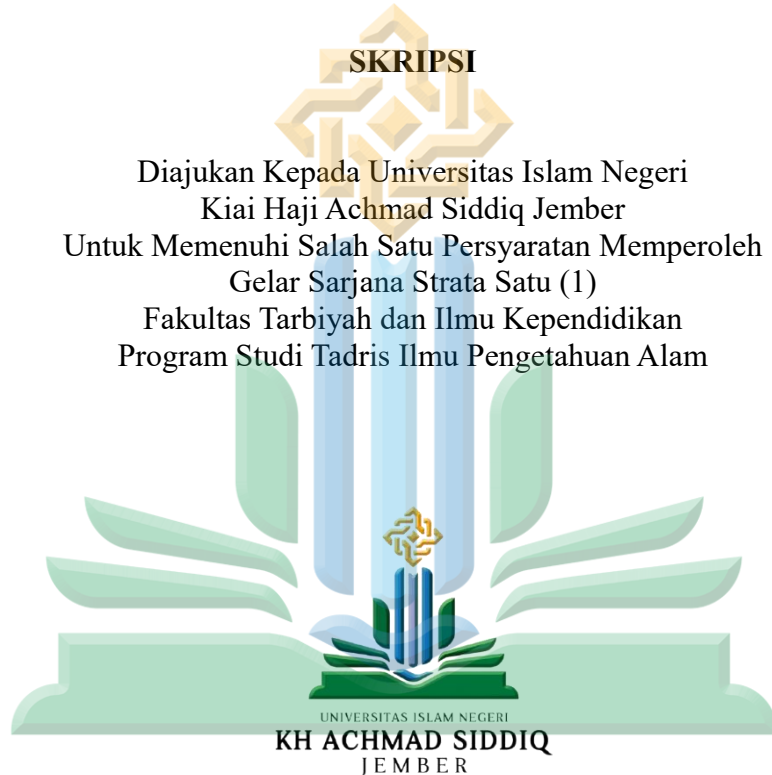 SKRIPSI
Diajukan Kepada Universitas Islam Negeri
Kiai Haji Achmad Siddiq Jember
Untuk Memenuhi Salah Satu Persyaratan Memperoleh
Gelar Sarjana Strata Satu (1)
Fakultas Tarbiyah dan Ilmu Kependidikan
Program Studi Tadris Ilmu Pengetahuan Alam
UNIVERSITAS ISLAM NEGERI
KH ACHMAD SIDDIQ
JEMBER